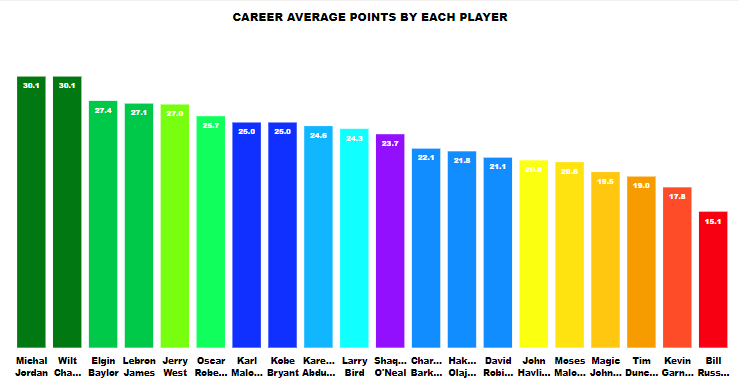 CAREER AVERAGE POINTS BY EACH PLAYER
30.1 30.1 27.4 27.1 27.0 25.7 25.0 25.0 24.6 24.3 23.7 22.1 21.8 21.1 20.8 20.6 19.5 19.0 17.8 15.1
Michal Wilt Elgin Lebron Jerry Oscar Karl Kobe Kare... Larry Shaq... Char... Hak... David John Moses Magic Tim Kevin Bill
Jordan Cha... Baylor James West Robe... Malo... Bryant Abdu... Bird O'Neal Bark... Olaj... Robi... Havli... Malo... John... Dunc... Garn... Russ...